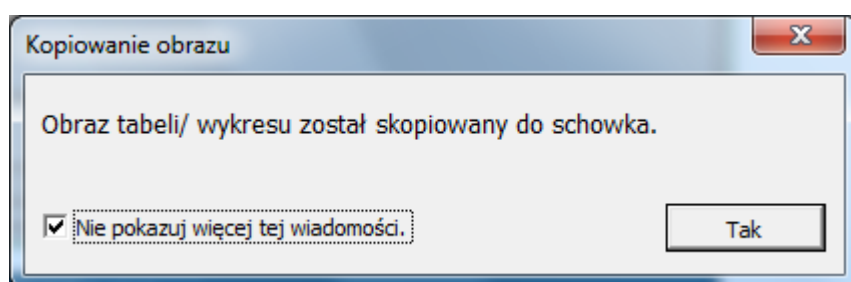 Kopiowanie obrazu
Obraz tabeli/ wykresu został skopiowany do schowka.
Nie pokazuj więcej tej wiadomości.
Tak